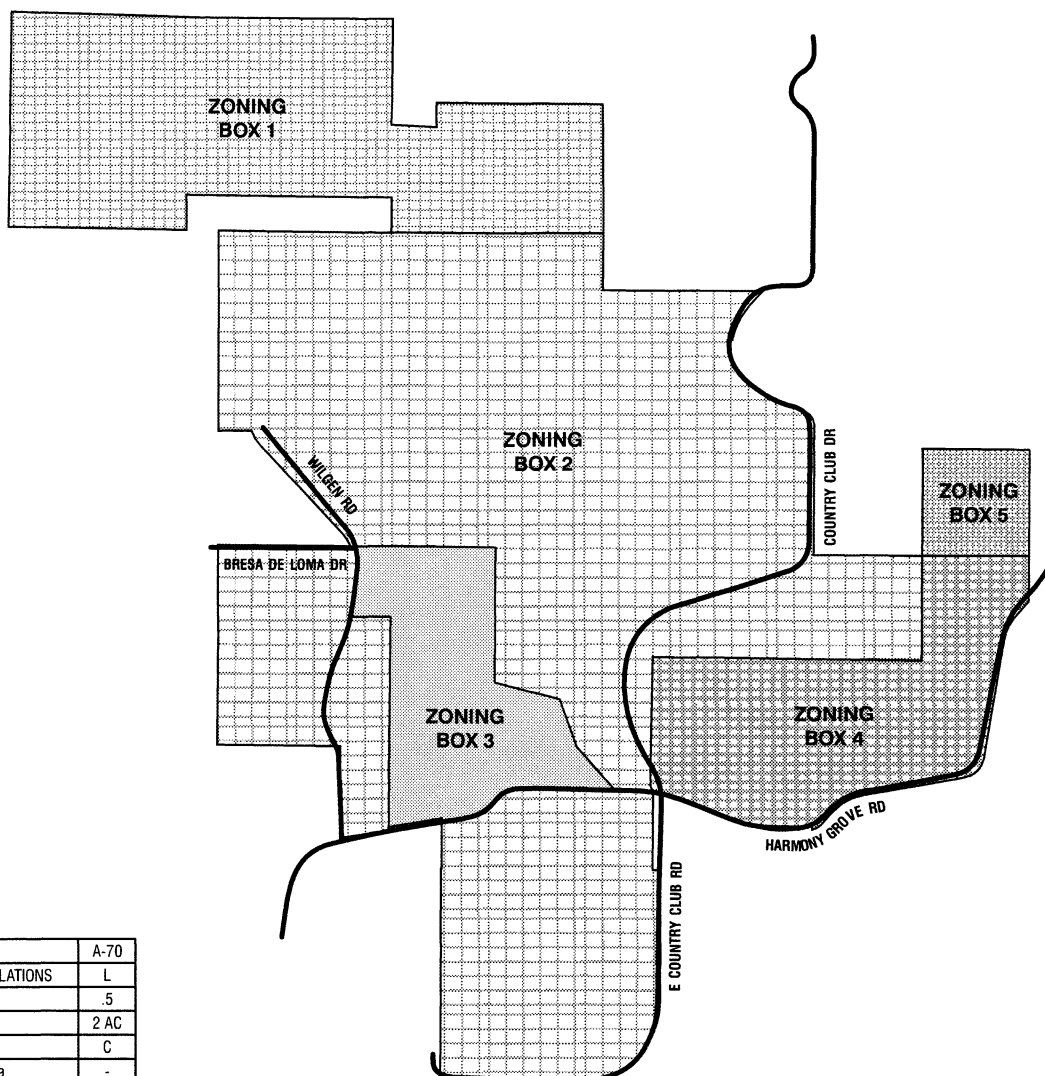 ZONING
BOX 1
ZONING
BOX 2
WILGEN RD
COUNTRY CLUB DR
ZONING
BOX 5
BRESA DE LOMA DR
ZONING
BOX 3
ZONING
BOX 4
HARMONY GROVE RD
E COUNTRY CLUB RD
A-70
LATIONS L
.5
2 AC
C
a -